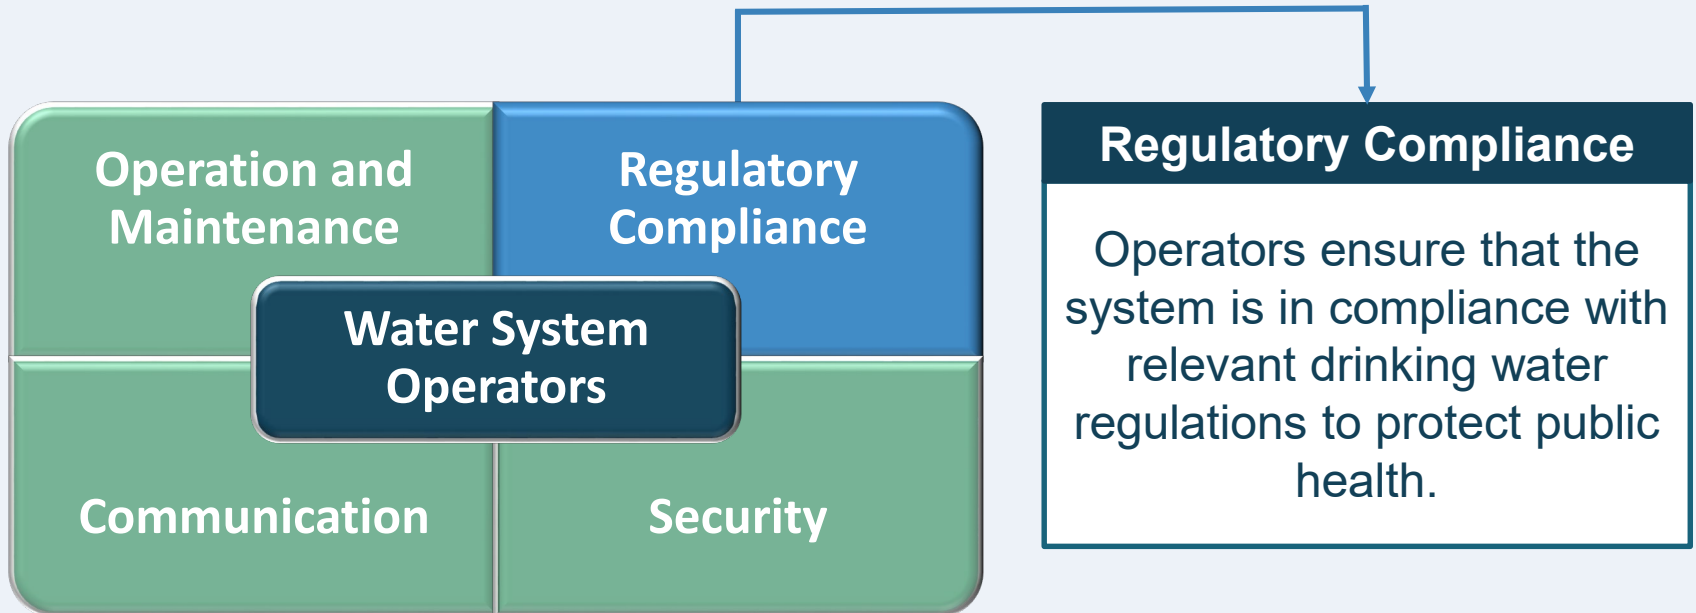 Operation and
Maintenance
Regulatory
Compliance
Water System
Operators
Communication
Security
Regulatory Compliance
Operators ensure that the
system is in compliance with
relevant drinking water
regulations to protect public
health.